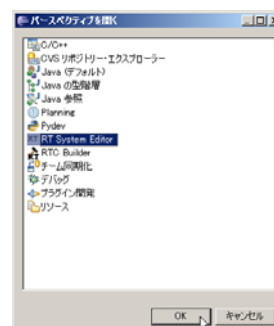 パースペクティブを開く
C/C++
CVS リポジトリー・エクスプローラー
Java (デフォルト)
Java の型階層
Java 参照
Planning
Pydev
RT System Editor
RTC Builder
チーム同期化
デバッグ
プラグイン開発
リソース
OK
キャンセル